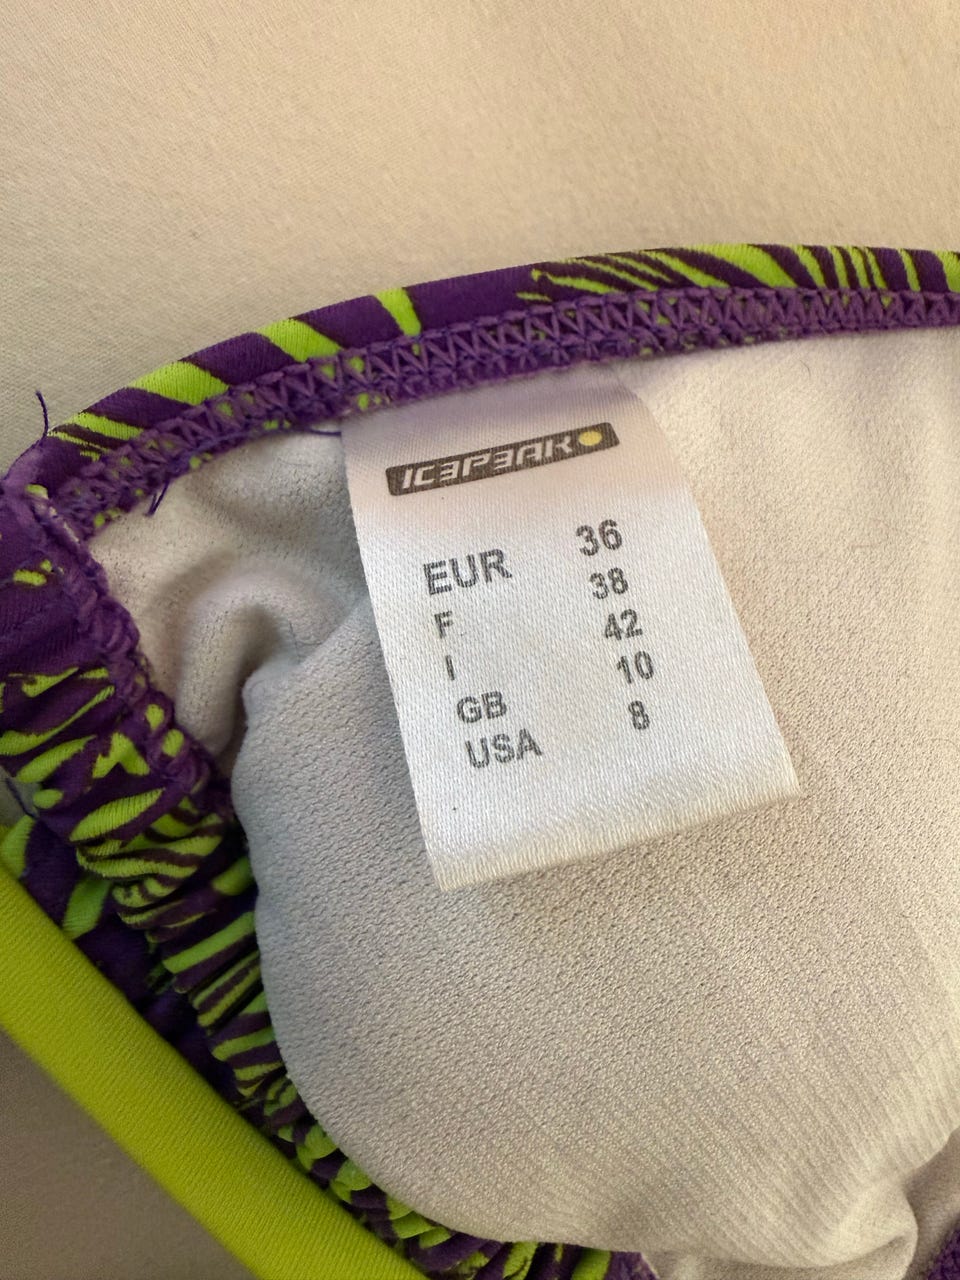 ICEPEAK
EUR 36
F 38
I 42
GB 10
USA 8